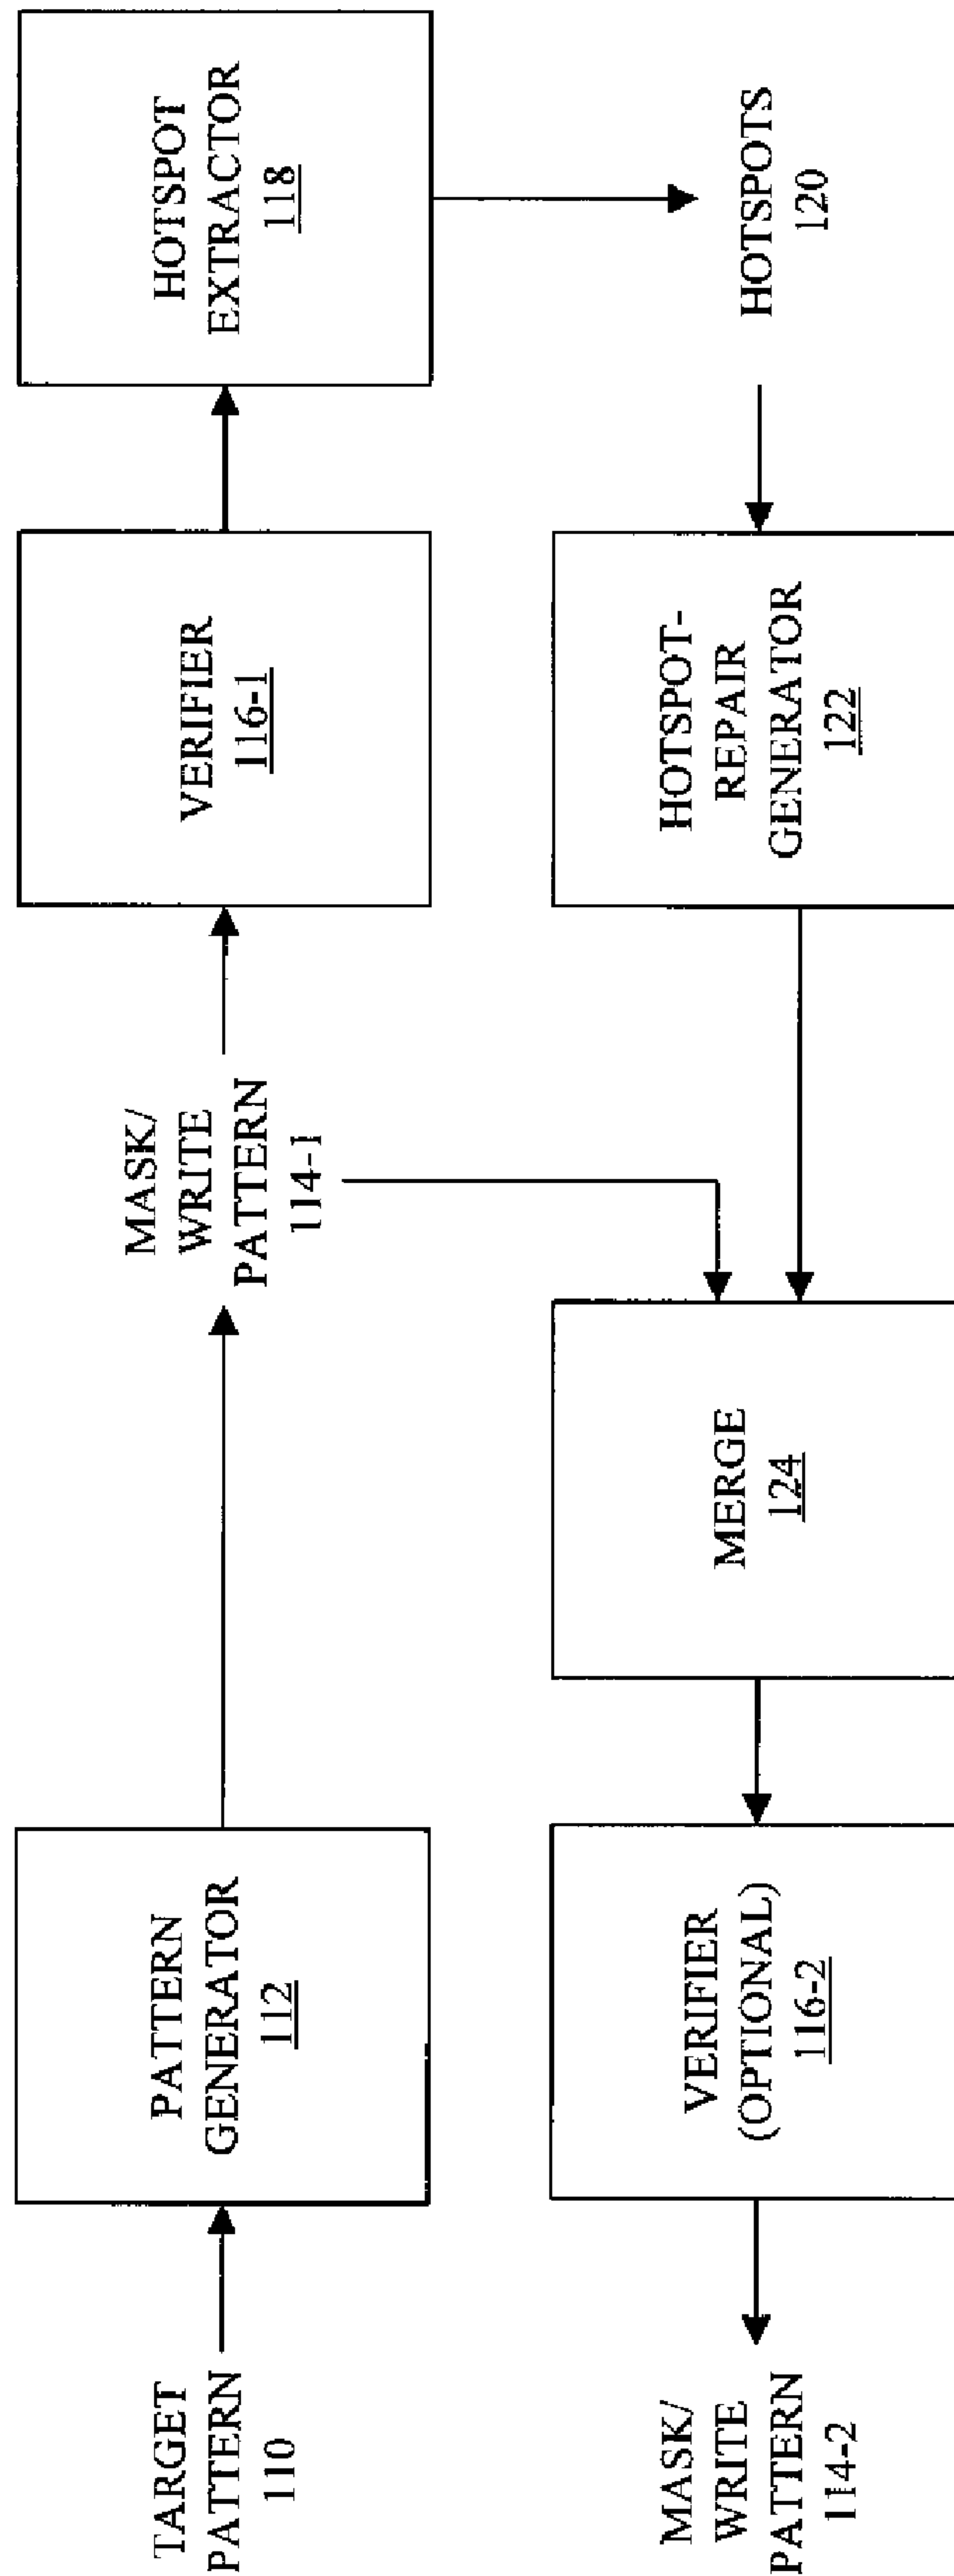 TARGET
PATTERN
110
PATTERN
GENERATOR
112
MASK/
WRITE
PATTERN
114-1
VERIFIER
116-1
HOTSPOT
EXTRACTOR
118
HOTSPOTS
120
HOTSPOT-
REPAIR
GENERATOR
122
MERGE
124
VERIFIER
(OPTIONAL)
116-2
MASK/
WRITE
PATTERN
114-2